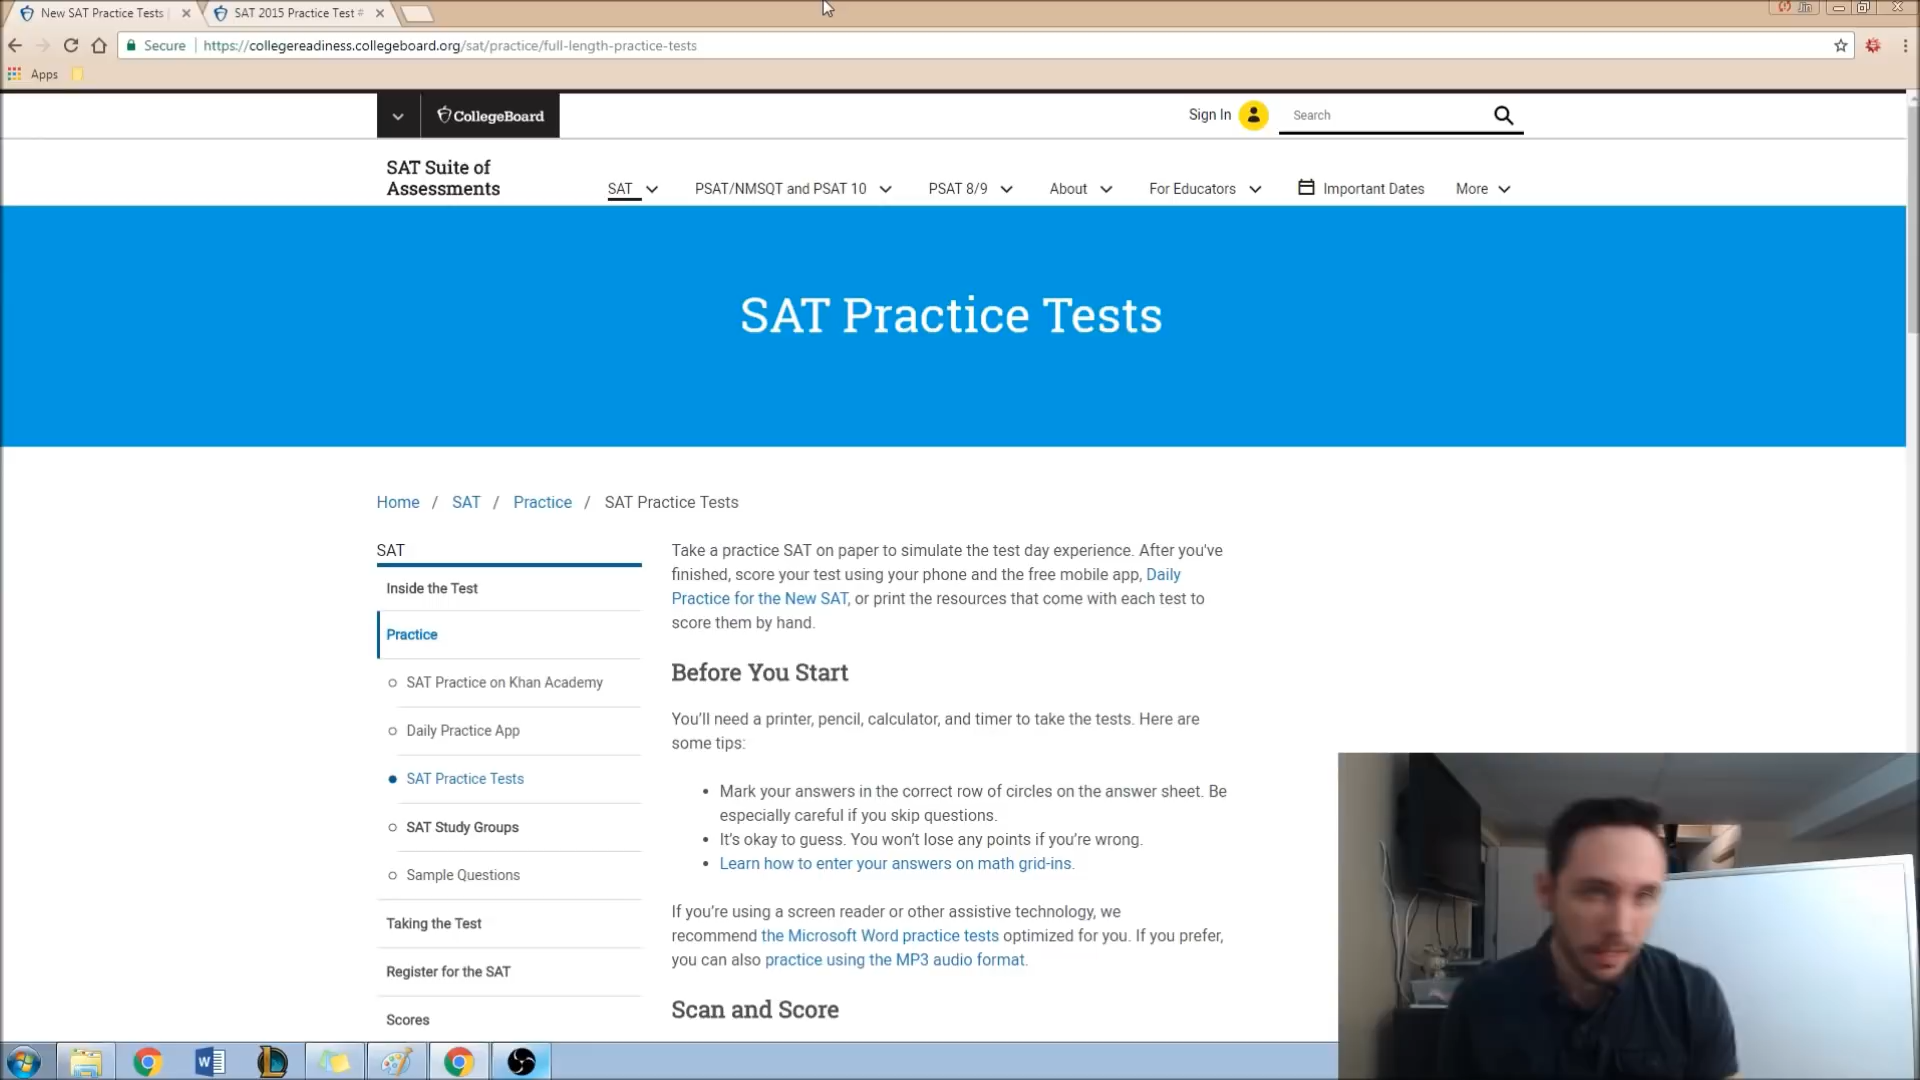 New SAT Practice Tests
SAT 2015 Practice Test #
Jin
Secure
https://collegereadiness.collegeboard.org/sat/practice/full-length-practice-tests
Apps
CollegeBoard
Sign In
Search
SAT Suite of
Assessments
SAT
PSAT/NMSQT and PSAT 10
PSAT 8/9
About
For Educators
Important Dates
More
SAT Practice Tests
Home / SAT / Practice / SAT Practice Tests
SAT
Inside the Test
Practice
SAT Practice on Khan Academy
Daily Practice App
SAT Practice Tests
SAT Study Groups
Sample Questions
Taking the Test
Register for the SAT
Scores
Take a practice SAT on paper to simulate the test day experience. After you've
finished, score your test using your phone and the free mobile app, Daily
Practice for the New SAT, or print the resources that come with each test to
score them by hand.
Before You Start
You’ll need a printer, pencil, calculator, and timer to take the tests. Here are
some tips:
• Mark your answers in the correct row of circles on the answer sheet. Be
especially careful if you skip questions.
• It’s okay to guess. You won’t lose any points if you’re wrong.
• Learn how to enter your answers on math grid-ins.
If you’re using a screen reader or other assistive technology, we
recommend the Microsoft Word practice tests optimized for you. If you prefer,
you can also practice using the MP3 audio format.
Scan and Score